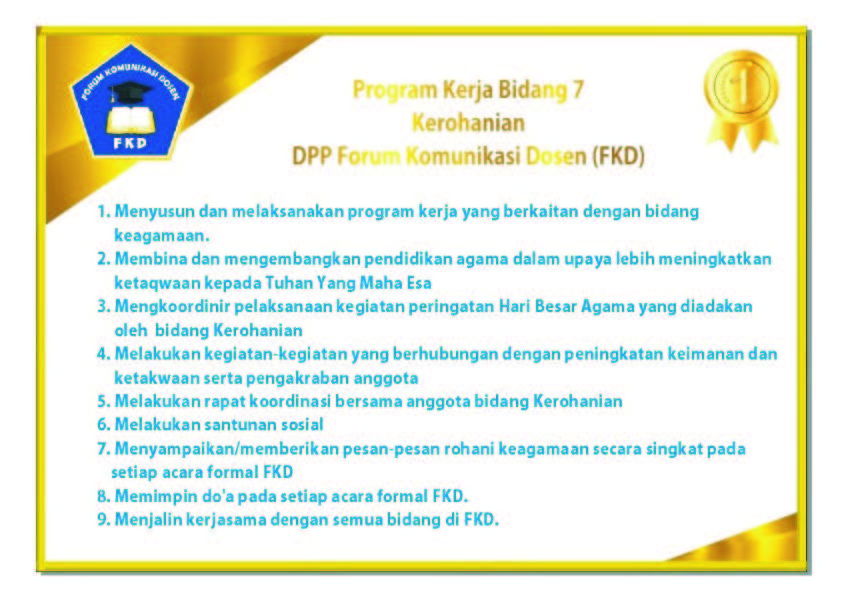 FORUM KOMUNIKASI DOSEN
FKD
1
Program Kerja Bidang 7
Kerohanian
DPP Forum Komunikasi Dosen (FKD)
1. Menyusun dan melaksanakan program kerja yang berkaitan dengan bidang
keagamaan.
2. Membina dan mengembangkan pendidikan agama dalam upaya lebih meningkatkan
ketaqwaan kepada Tuhan Yang Maha Esa
3. Mengkoordinir pelaksanaan kegiatan peringatan Hari Besar Agama yang diadakan
oleh bidang Kerohanian
4. Melakukan kegiatan-kegiatan yang berhubungan dengan peningkatan keimanan dan
ketakwaan serta pengakraban anggota
5. Melakukan rapat koordinasi bersama anggota bidang Kerohanian
6. Melakukan santunan sosial
7. Menyampaikan/memberikan pesan-pesan rohani keagamaan secara singkat pada
setiap acara formal FKD
8. Memimpin do'a pada setiap acara formal FKD.
9. Menjalin kerjasama dengan semua bidang di FKD.